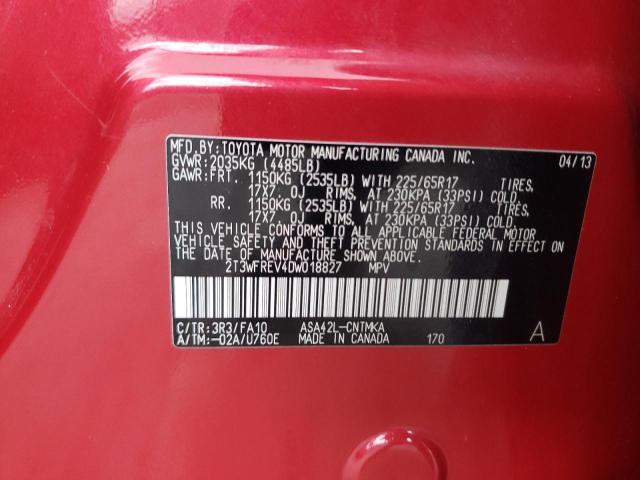 MFD.BY:TOYOTA MOTOR MANUFACTURING CANADA INC. 04/13
GVWR:2035KG (4485LB)
GAWR:FRT. 1150KG (2535LB) WITH 225/65R17 TIRES,
17X7.0J RIMS, AT 230KPA (33PSI) COLD.
RR. 1150KG (2535LB) WITH 225/65R17 TIRES,
17X7.0J RIMS, AT 230KPA (33PSI) COLD.
THIS VEHICLE CONFORMS TO ALL APPLICABLE FEDERAL MOTOR
VEHICLE SAFETY AND THEFT PREVENTION STANDARDS IN EFFECT
ON THE DATE OF MANUFACTURE SHOWN ABOVE.
2T3WFREV4DW018827 MPV
C/TR:3R3/FA10 ASA42L-CNTMKA
A/TM:-02A/U760E MADE IN CANADA 170 A